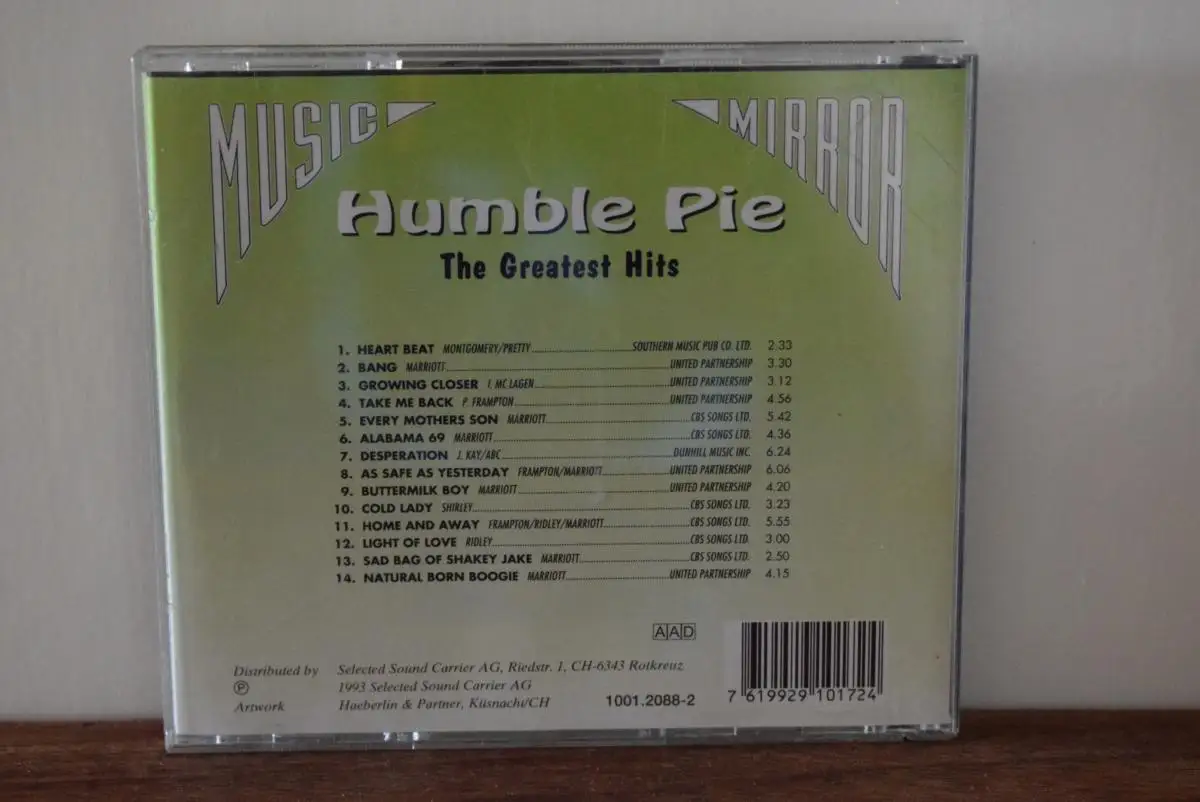 MUSIC MIRROR
Humble Pie
The Greatest Hits
1. HEART BEAT MONTGOMERY/PRETTY SOUTHERN MUSIC PUB CO. LTD. 2.33
2. BANG MARRIOTT UNITED PARTNERSHIP 3.30
3. GROWING CLOSER I. MC LAGEN UNITED PARTNERSHIP 3.12
4. TAKE ME BACK P. FRAMPTON UNITED PARTNERSHIP 4.56
5. EVERY MOTHERS SON MARRIOTT CBS SONGS LTD. 5.42
6. ALABAMA 69 MARRIOTT CBS SONGS LTD. 4.36
7. DESPERATION J. KAY/ABC DUNHILL MUSIC INC. 6.24
8. AS SAFE AS YESTERDAY FRAMPTON/MARRIOTT UNITED PARTNERSHIP 6.06
9. BUTTERMILK BOY MARRIOTT UNITED PARTNERSHIP 4.20
10. COLD LADY SHIRLEY CBS SONGS LTD. 3.23
11. HOME AND AWAY FRAMPTON/RIDLEY/MARRIOTT CBS SONGS LTD. 5.55
12. LIGHT OF LOVE RIDLEY CBS SONGS LTD. 3.00
13. SAD BAG OF SHAKEY JAKE MARRIOTT CBS SONGS LTD. 2.50
14. NATURAL BORN BOOGIE MARRIOTT UNITED PARTNERSHIP 4.15
AAD
Distributed by Selected Sound Carrier AG, Riedstr. 1, CH-6343 Rotkreuz
℗ 1993 Selected Sound Carrier AG
Artwork Haeberlin & Partner, Küsnacht/CH
1001.2088-2
7 619929 101724